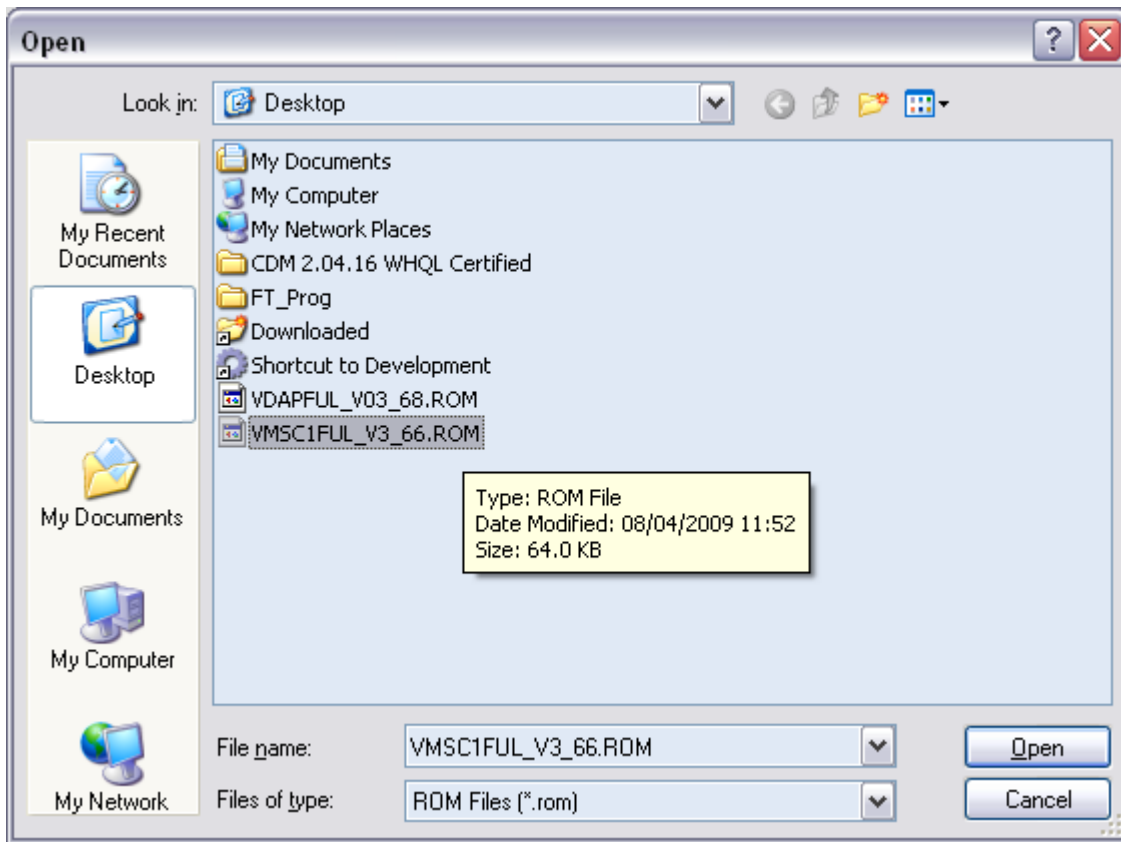 Open
Look in:
Desktop
My Recent
Documents
Desktop
My Documents
My Computer
My Network
My Documents
My Computer
My Network Places
CDM 2.04.16 WHQL Certified
FT_Prog
Downloaded
Shortcut to Development
VDAPFUL_V03_68.ROM
VMSC1FUL_V3_66.ROM
Type: ROM File
Date Modified: 08/04/2009 11:52
Size: 64.0 KB
File name:
VMSC1FUL_V3_66.ROM
Open
Files of type:
ROM Files (*.rom)
Cancel